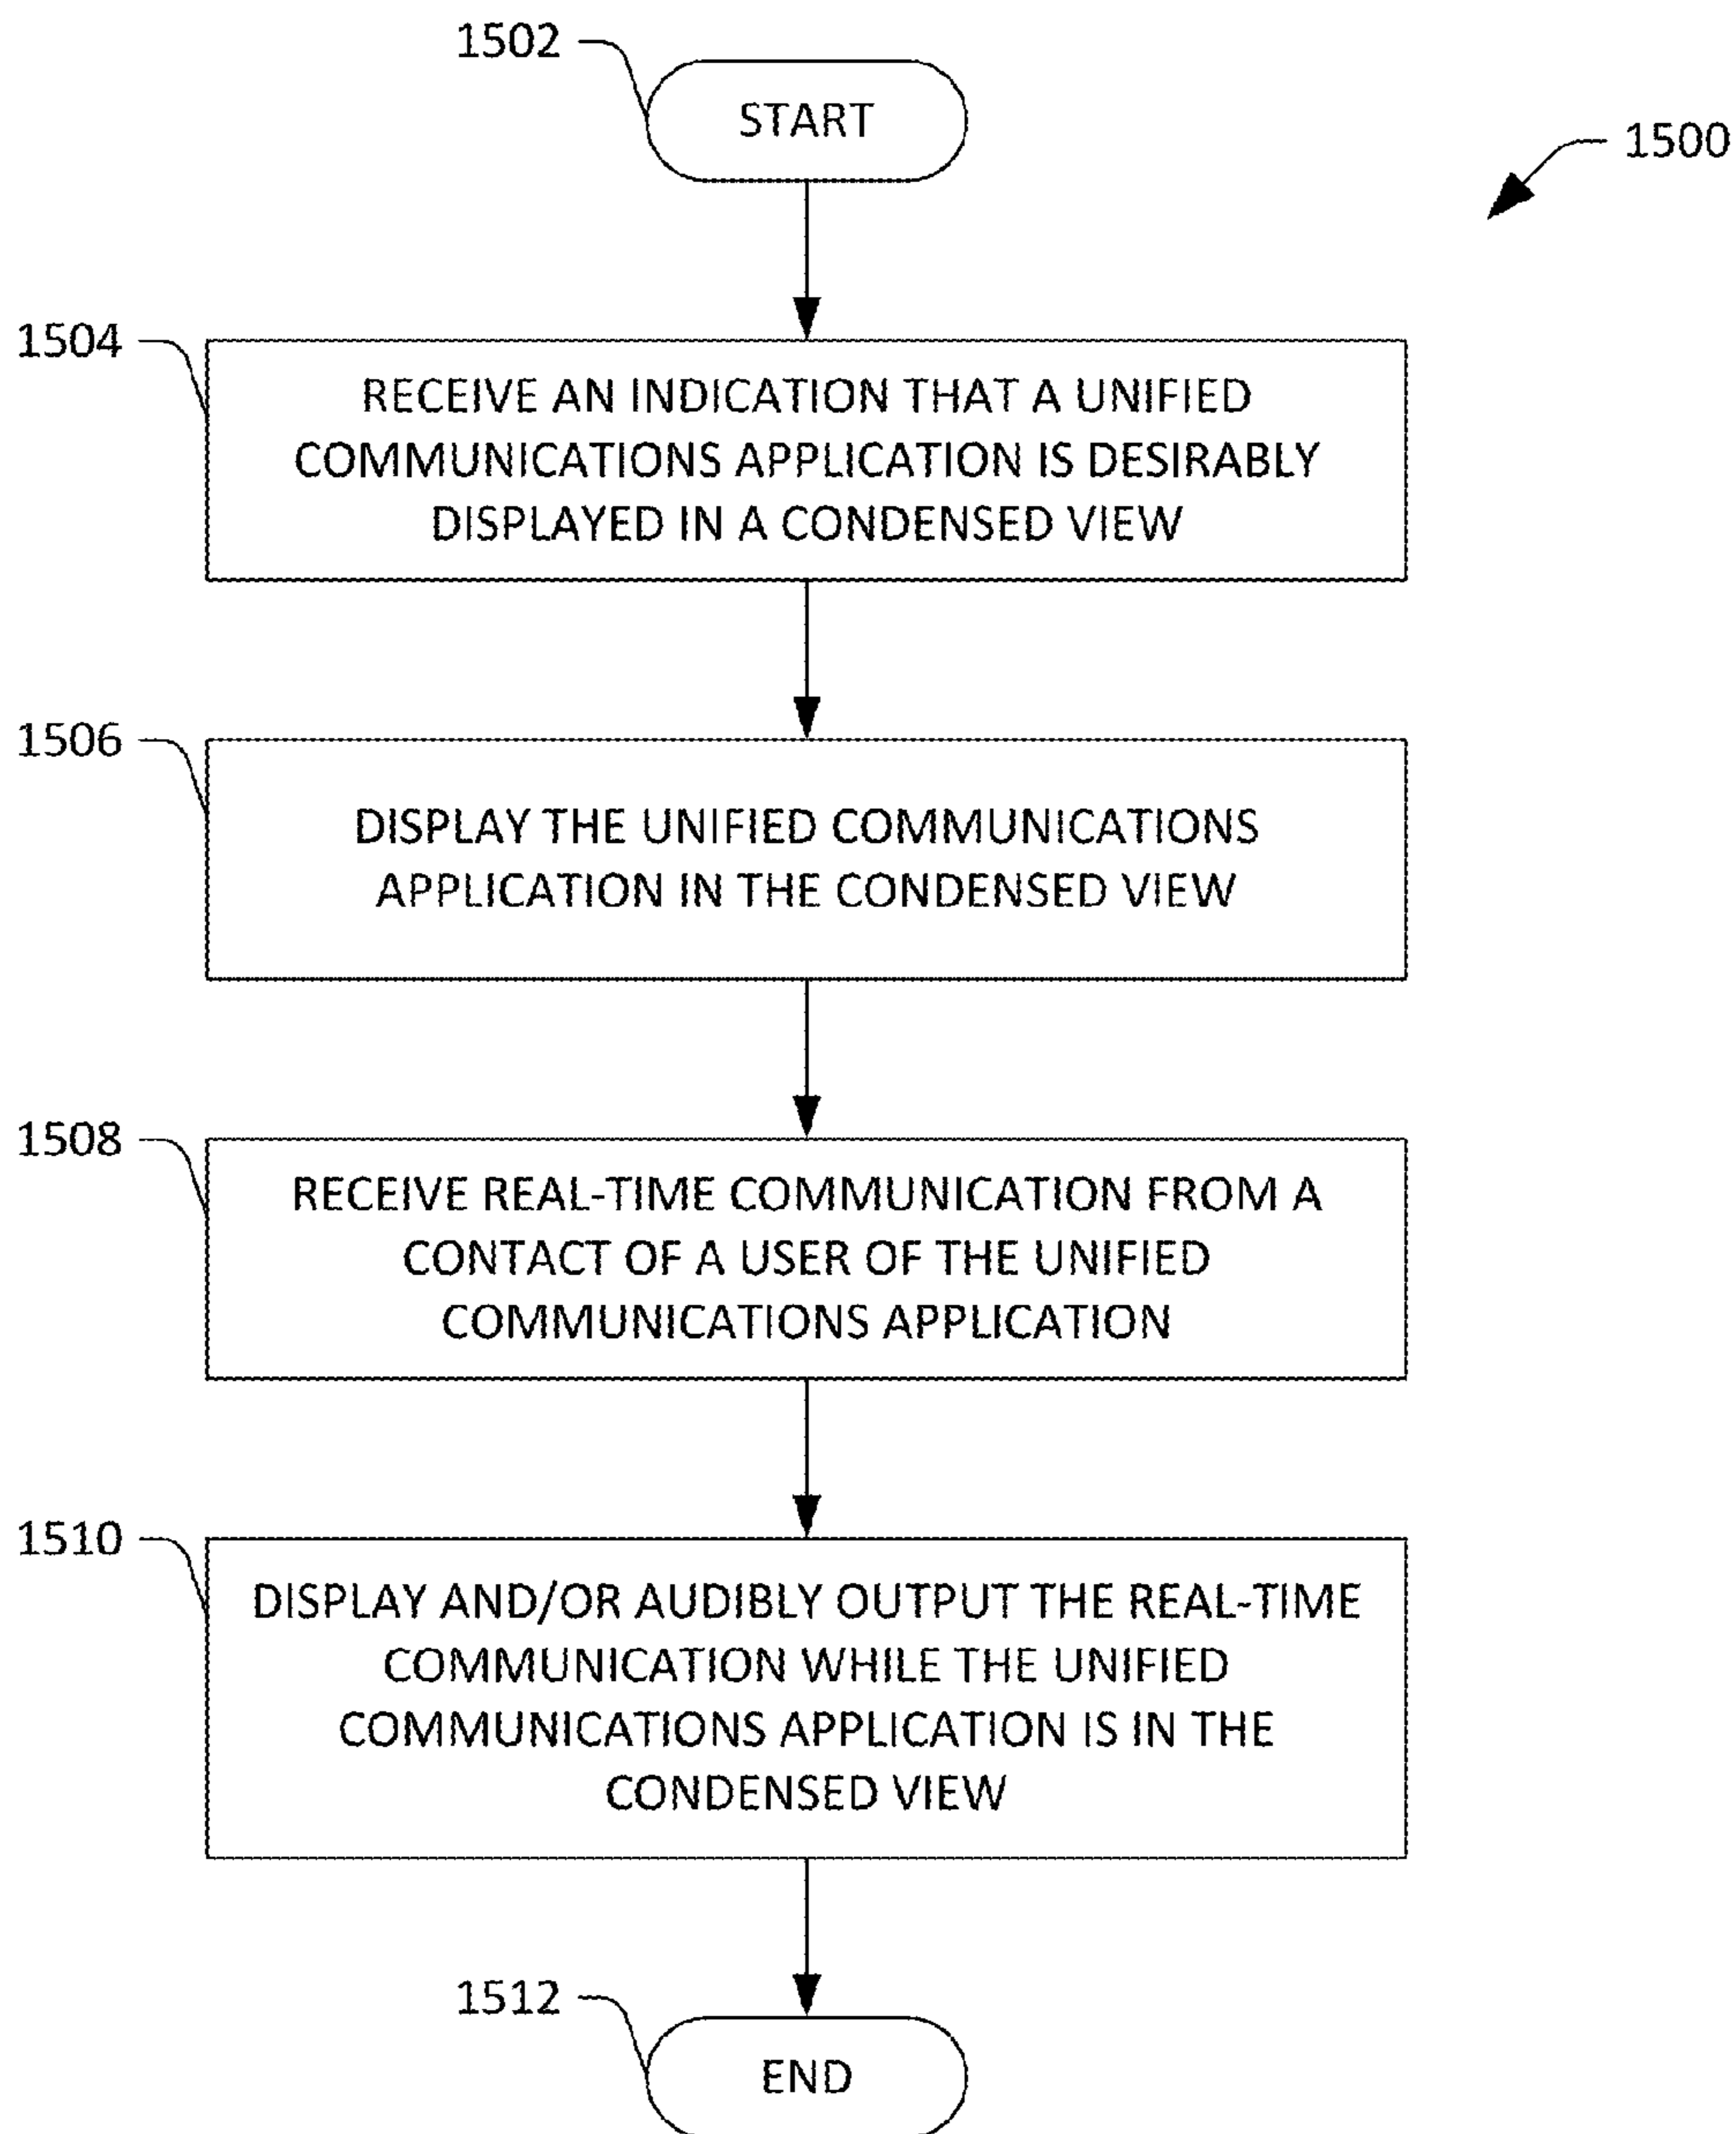 1502
START
1500
1504
RECEIVE AN INDICATION THAT A UNIFIED
COMMUNICATIONS APPLICATION IS DESIRABLY
DISPLAYED IN A CONDENSED VIEW
1506
DISPLAY THE UNIFIED COMMUNICATIONS
APPLICATION IN THE CONDENSED VIEW
1508
RECEIVE REAL-TIME COMMUNICATION FROM A
CONTACT OF A USER OF THE UNIFIED
COMMUNICATIONS APPLICATION
1510
DISPLAY AND/OR AUDIBLY OUTPUT THE REAL-TIME
COMMUNICATION WHILE THE UNIFIED
COMMUNICATIONS APPLICATION IS IN THE
CONDENSED VIEW
1512
END